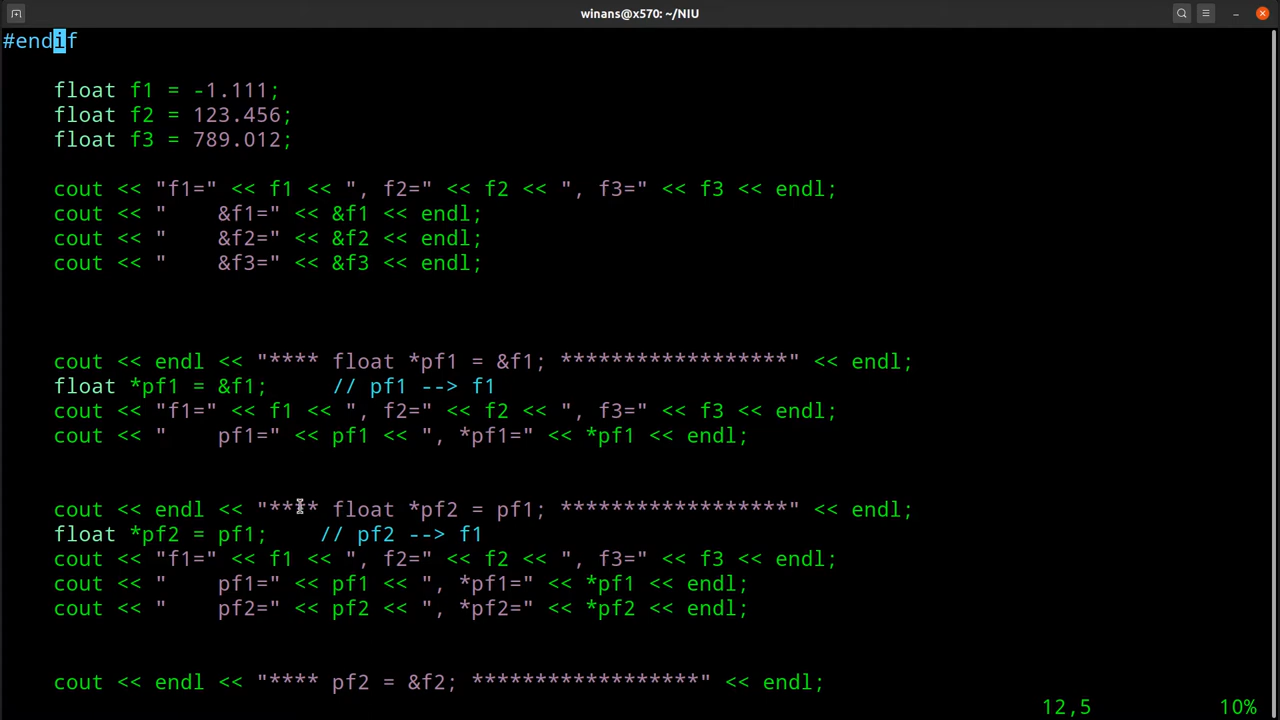 winans@x570: ~/NIU
#endif
float f1 = -1.111;
float f2 = 123.456;
float f3 = 789.012;
cout << "f1=" << f1 << ", f2=" << f2 << ", f3=" << f3 << endl;
cout << "    &f1=" << &f1 << endl;
cout << "    &f2=" << &f2 << endl;
cout << "    &f3=" << &f3 << endl;
cout << endl << "**** float *pf1 = &f1; ******************" << endl;
float *pf1 = &f1;     // pf1 --> f1
cout << "f1=" << f1 << ", f2=" << f2 << ", f3=" << f3 << endl;
cout << "    pf1=" << pf1 << ", *pf1=" << *pf1 << endl;
cout << endl << "**** float *pf2 = pf1; ******************" << endl;
float *pf2 = pf1;    // pf2 --> f1
cout << "f1=" << f1 << ", f2=" << f2 << ", f3=" << f3 << endl;
cout << "    pf1=" << pf1 << ", *pf1=" << *pf1 << endl;
cout << "    pf2=" << pf2 << ", *pf2=" << *pf2 << endl;
cout << endl << "**** pf2 = &f2; ******************" << endl;
12,5 10%